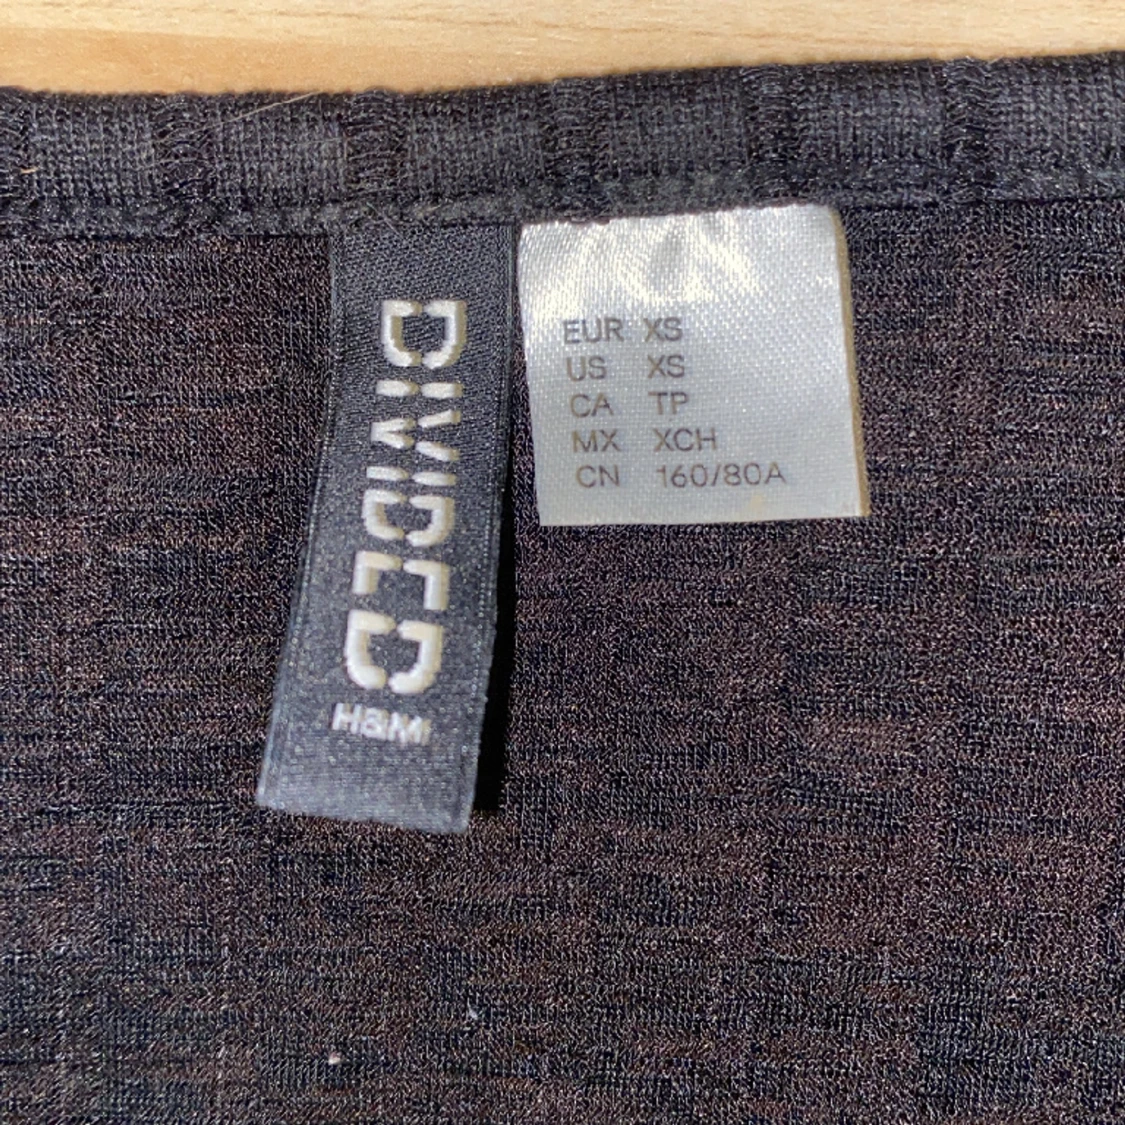 DIVIDED
H&M
EUR XS
US XS
CA TP
MX XCH
CN 160/80A